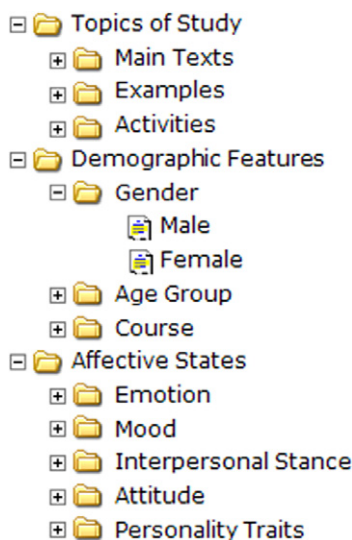 Topics of Study
Main Texts
Examples
Activities
Demographic Features
Gender
Male
Female
Age Group
Course
Affective States
Emotion
Mood
Interpersonal Stance
Attitude
Personality Traits